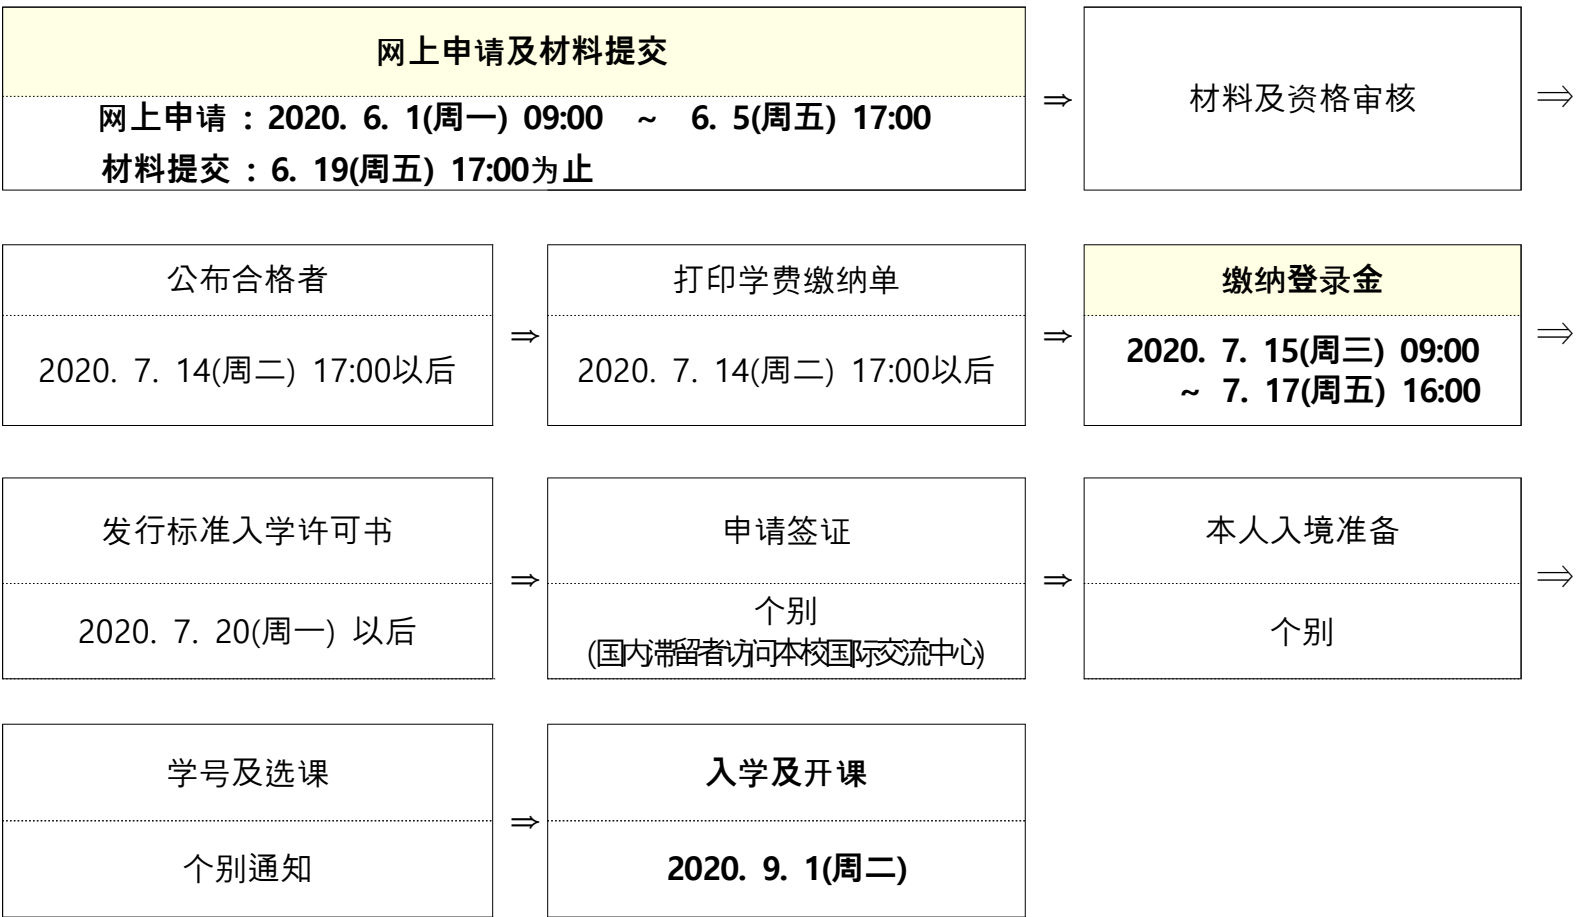 网上申请及材料提交
网上申请 : 2020. 6. 1(周一) 09:00 ~ 6. 5(周五) 17:00
材料提交 : 6. 19(周五) 17:00为止
⇒
材料及资格审核
⇒
公布合格者
2020. 7. 14(周二) 17:00以后
⇒
打印学费缴纳单
2020. 7. 14(周二) 17:00以后
⇒
缴纳登录金
2020. 7. 15(周三) 09:00
~ 7. 17(周五) 16:00
⇒
发行标准入学许可书
2020. 7. 20(周一) 以后
⇒
申请签证
个别
(国内滞留者访问本校国际交流中心)
⇒
本人入境准备
个别
⇒
学号及选课
个别通知
⇒
入学及开课
2020. 9. 1(周二)